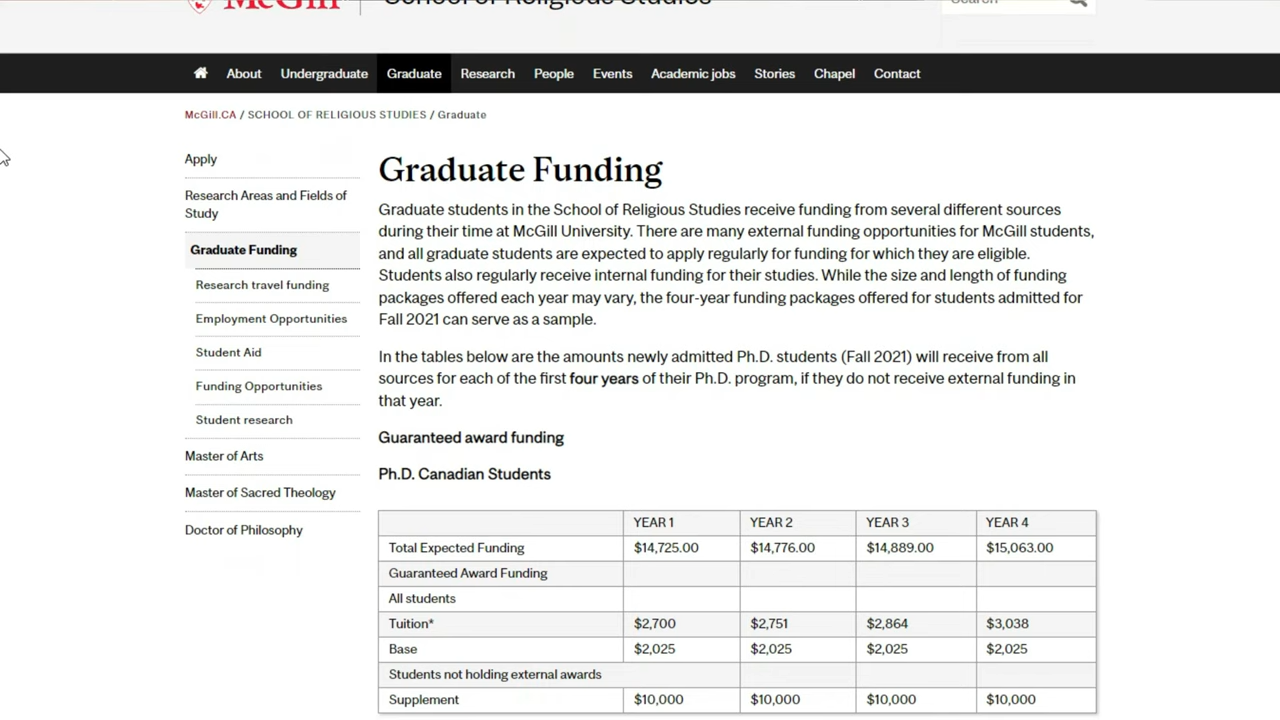 McGill School of Religious Studies Search
About Undergraduate Graduate Research People Events Academic jobs Stories Chapel Contact
McGill.CA / SCHOOL OF RELIGIOUS STUDIES / Graduate
Apply
Research Areas and Fields of
Study
Graduate Funding
Research travel funding
Employment Opportunities
Student Aid
Funding Opportunities
Student research
Master of Arts
Master of Sacred Theology
Doctor of Philosophy
Graduate Funding
Graduate students in the School of Religious Studies receive funding from several different sources
during their time at McGill University. There are many external funding opportunities for McGill students,
and all graduate students are expected to apply regularly for funding for which they are eligible.
Students also regularly receive internal funding for their studies. While the size and length of funding
packages offered each year may vary, the four-year funding packages offered for students admitted for
Fall 2021 can serve as a sample.
In the tables below are the amounts newly admitted Ph.D. students (Fall 2021) will receive from all
sources for each of the first four years of their Ph.D. program, if they do not receive external funding in
that year.
Guaranteed award funding
Ph.D. Canadian Students
YEAR 1 YEAR 2 YEAR 3 YEAR 4
Total Expected Funding $14,725.00 $14,776.00 $14,889.00 $15,063.00
Guaranteed Award Funding
All students
Tuition* $2,700 $2,751 $2,864 $3,038
Base $2,025 $2,025 $2,025 $2,025
Students not holding external awards
Supplement $10,000 $10,000 $10,000 $10,000